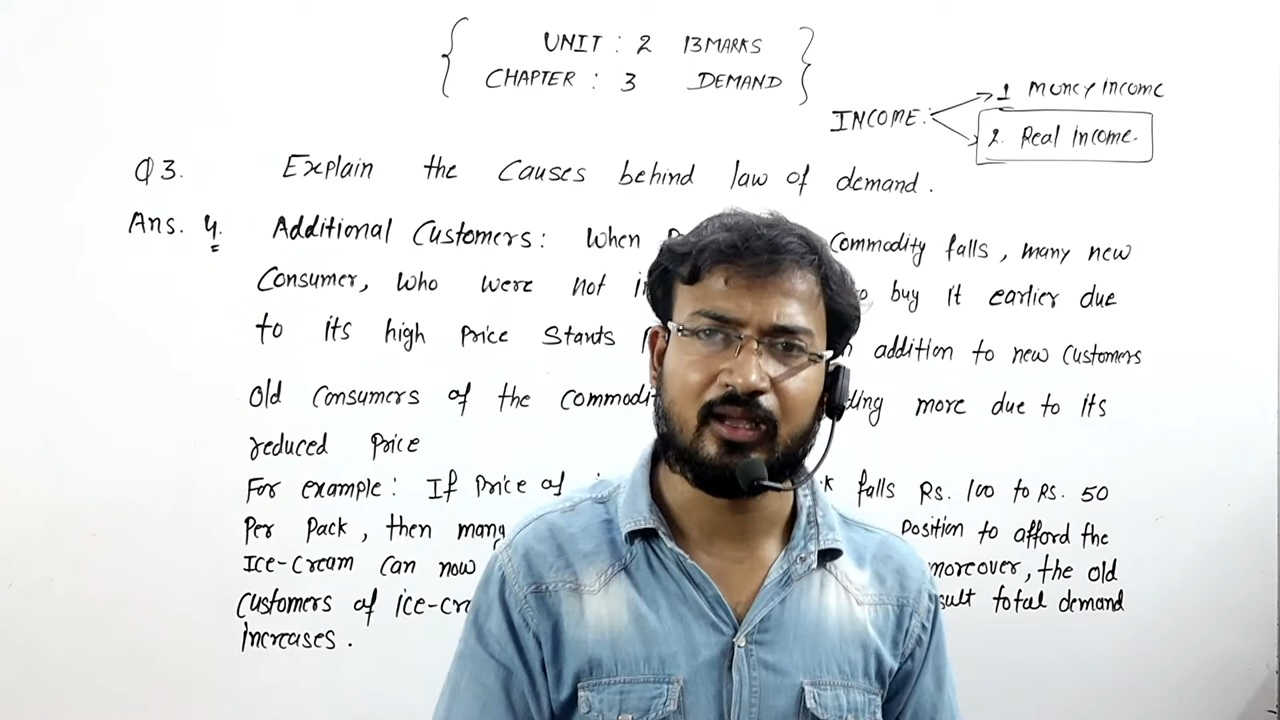 UNIT : 2 13MARKS
CHAPTER : 3 DEMAND
INCOME:
1 Money Income
2. Real Income.
Q 3. Explain the Causes behind law of demand.
Ans. 4. Additional Customers: When Commodity falls, many new
Consumer, who were not buy it earlier due
to its high price Starts addition to new Customers
Old Consumers of the more due to its
reduced Price
For example: If Price of falls Rs. 100 to Rs. 50
Per Pack, then many Position to afford the
Ice-Cream Can now moreover, the old
Customers of total demand
increases.